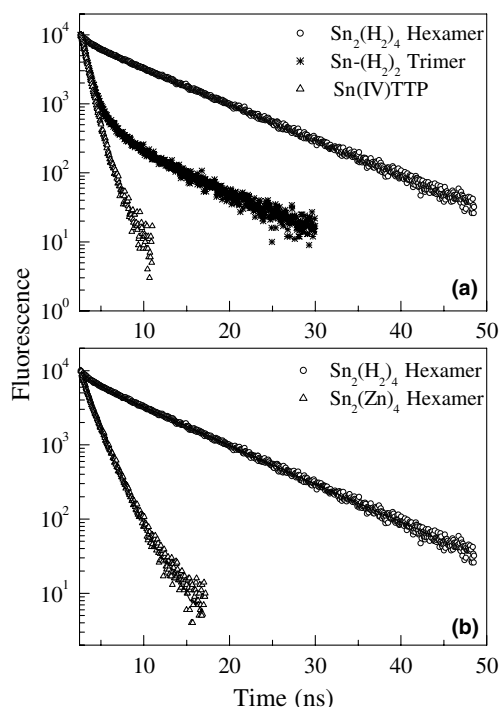 Sn₂(H₂)₄ Hexamer
Sn-(H₂)₂ Trimer
Sn(IV)TTP
10⁴
10³
10²
10¹
10⁰
10 20 30 40 50
(a)
Fluorescence
Sn₂(H₂)₄ Hexamer
Sn₂(Zn)₄ Hexamer
10⁴
10³
10²
10¹
(b)
10 20 30 40 50
Time (ns)